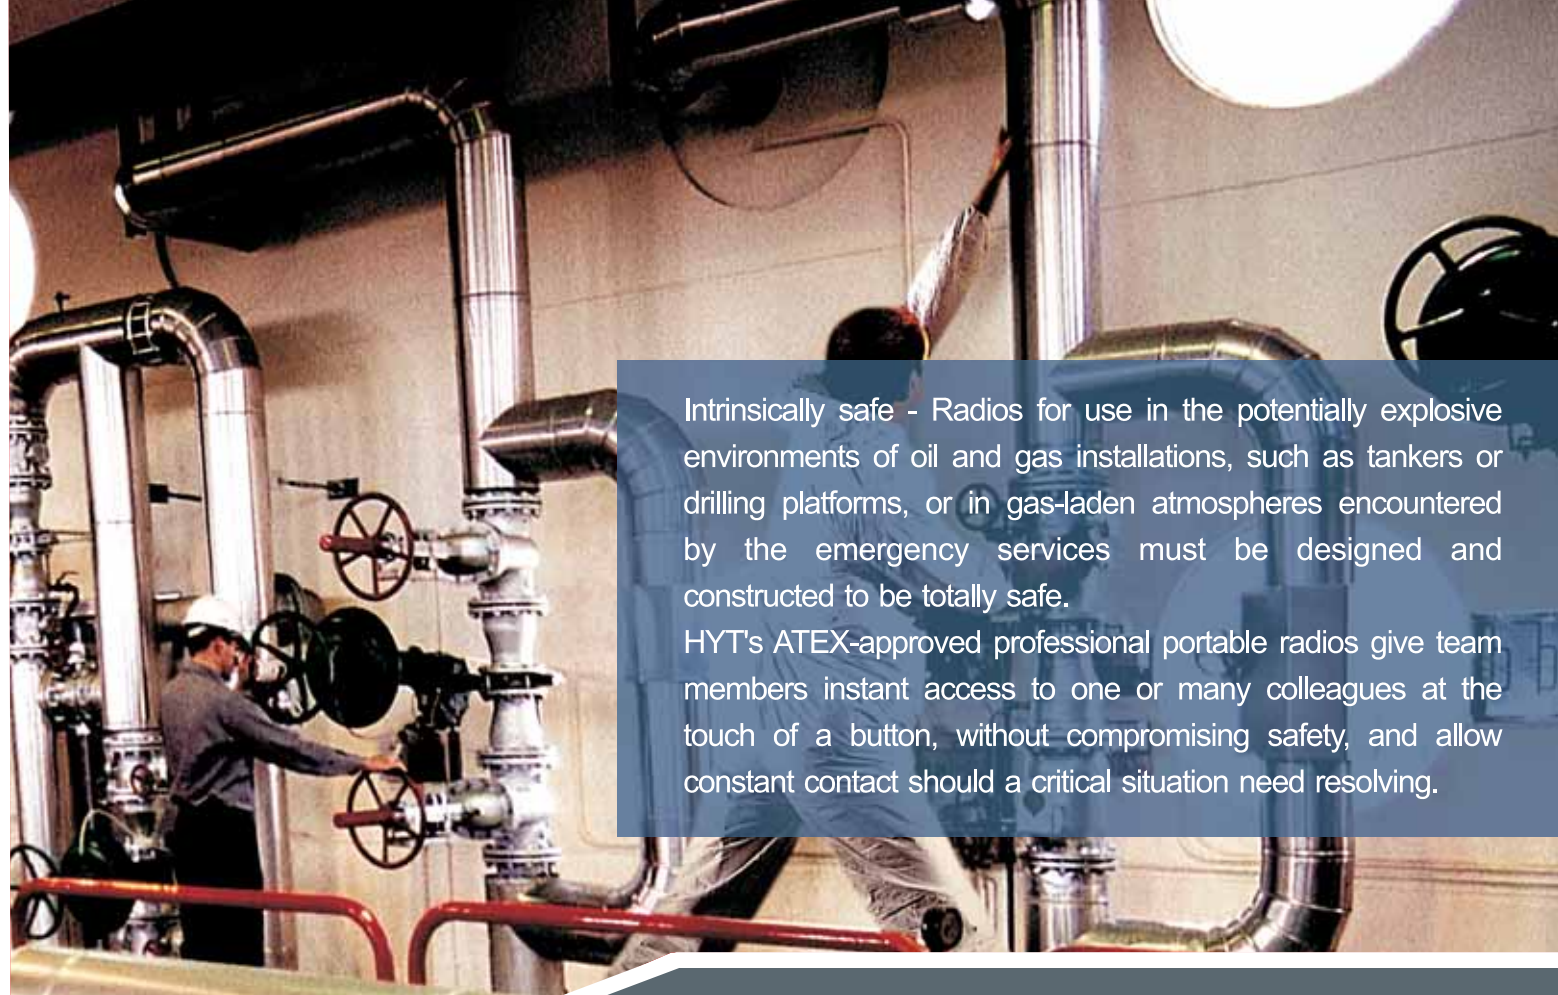 Intrinsically safe - Radios for use in the potentially explosive
environments of oil and gas installations, such as tankers or
drilling platforms, or in gas-laden atmospheres encountered
by the emergency services must be designed and
constructed to be totally safe.
HYT's ATEX-approved professional portable radios give team
members instant access to one or many colleagues at the
touch of a button, without compromising safety, and allow
constant contact should a critical situation need resolving.